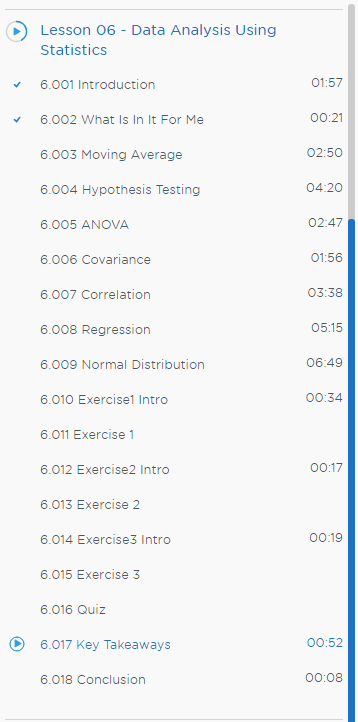 Lesson 06 - Data Analysis Using
Statistics
6.001 Introduction 01:57
6.002 What Is In It For Me 00:21
6.003 Moving Average 02:50
6.004 Hypothesis Testing 04:20
6.005 ANOVA 02:47
6.006 Covariance 01:56
6.007 Correlation 03:38
6.008 Regression 05:15
6.009 Normal Distribution 06:49
6.010 Exercise1 Intro 00:34
6.011 Exercise 1
6.012 Exercise2 Intro 00:17
6.013 Exercise 2
6.014 Exercise3 Intro 00:19
6.015 Exercise 3
6.016 Quiz
6.017 Key Takeaways 00:52
6.018 Conclusion 00:08